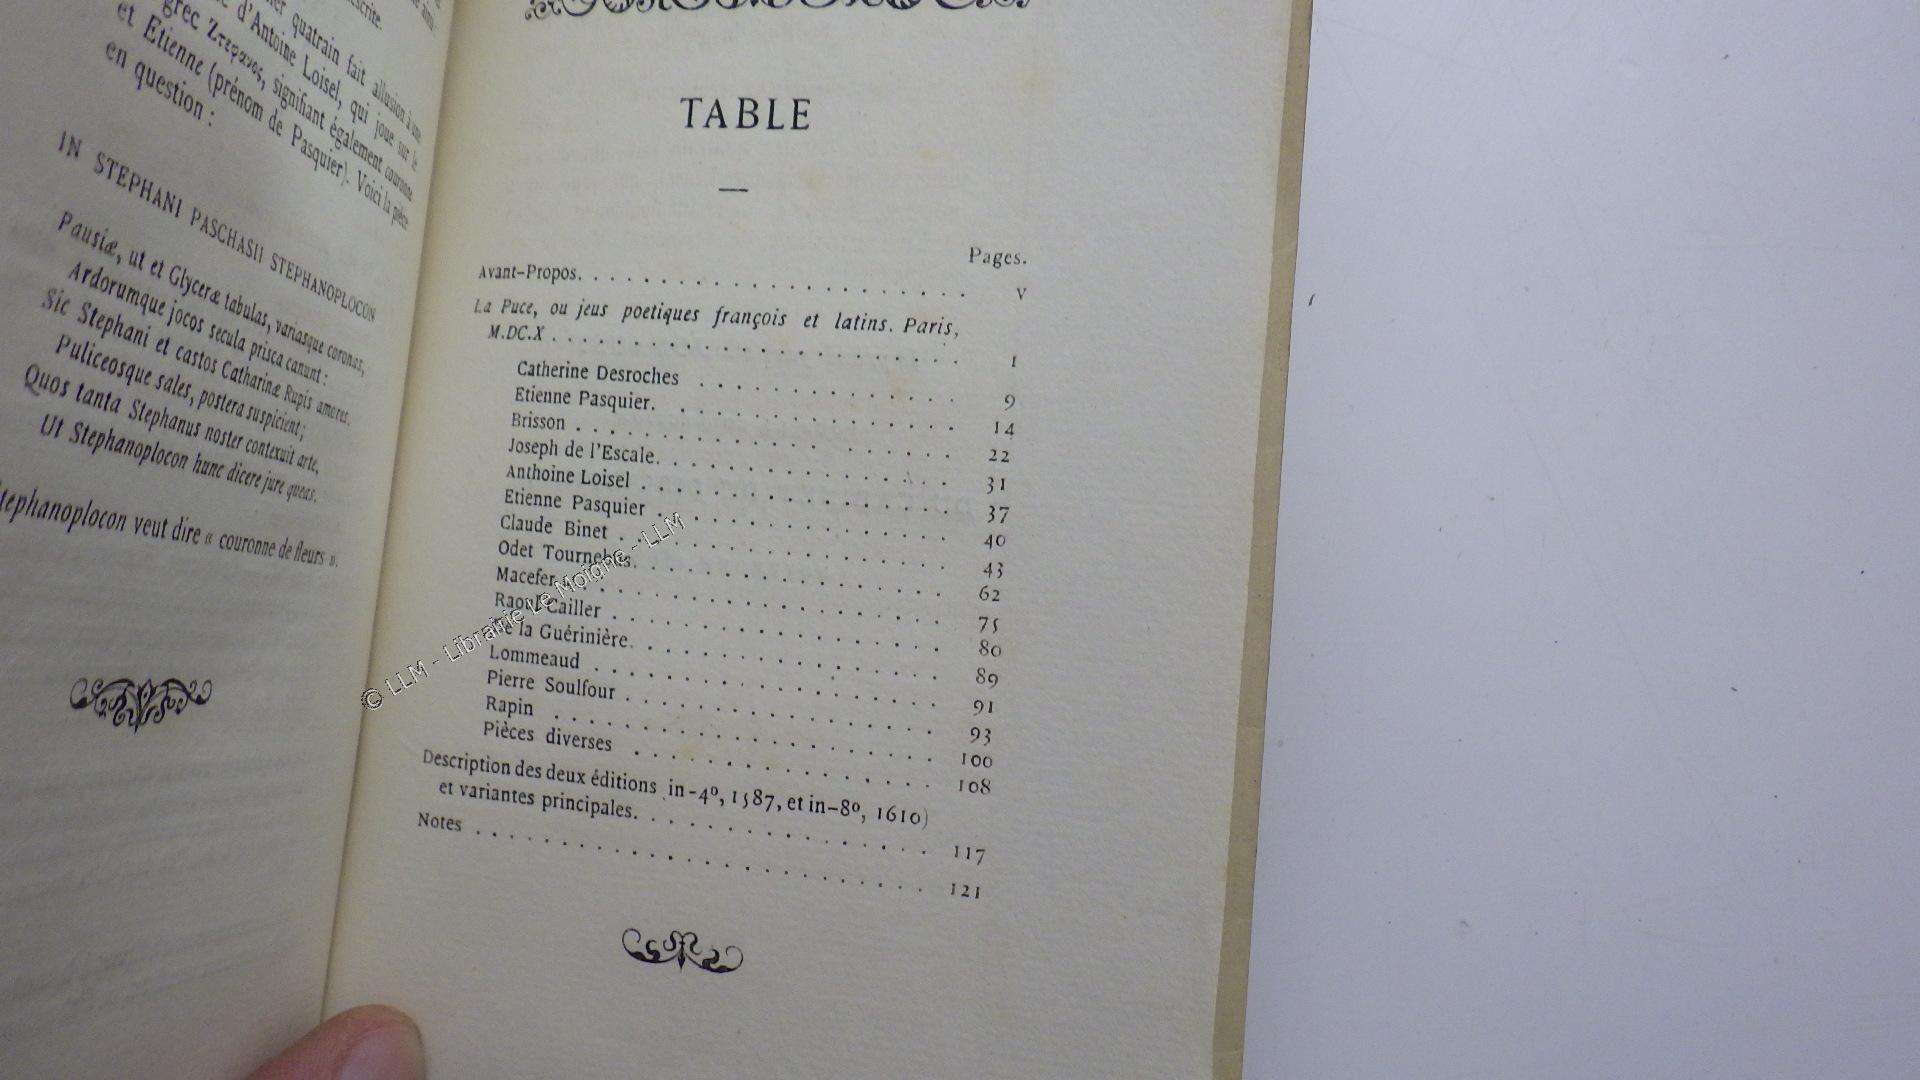 escrite.
quatrain fait allusion à une
d'Antoine Loisel, qui joue sur le
grec Στεφανος, signifiant également couronne
et Etienne (prénom de Pasquier). Voici la pièce
en question :
IN STEPHANI PASCHASII STEPHANOPLOCON
Pausiæ, ut et Glyceræ tabulas, variasque coronas,
Ardorumque jocos secula prisca canunt :
Sic Stephani et castos Catharinæ Rupis amores.
Puliceosque sales, postera suspicient;
Quos tanta Stephanus noster contexuit arte,
Ut Stephanoplocon hunc dicere jure queas.
Stephanoplocon veut dire « couronne de fleurs ».
TABLE
Pages.
Avant-Propos. . . . . . . . . . . . . . . . . . . . . . V
La Puce, ou jeus poetiques françois et latins. Paris,
M.DC.X . . . . . . . . . . . . . . . . . . . . . . 1
Catherine Desroches . . . . . . . . . . . . . . . 9
Etienne Pasquier. . . . . . . . . . . . . . . . . 14
Brisson . . . . . . . . . . . . . . . . . . . . . 22
Joseph de l'Escale. . . . . . . . . . . . . . . . 31
Anthoine Loisel . . . . . . . . . . . . . . . . . 37
Etienne Pasquier . . . . . . . . . . . . . . . . 40
Claude Binet . . . . . . . . . . . . . . . . . . 43
Odet Tournebus. . . . . . . . . . . . . . . . . . 62
Macefer . . . . . . . . . . . . . . . . . . . . . 75
Raoul Cailler . . . . . . . . . . . . . . . . . . 80
De la Guérinière. . . . . . . . . . . . . . . . . 89
Lommeaud . . . . . . . . . . . . . . . . . . . . 91
Pierre Soulfour . . . . . . . . . . . . . . . . . 93
Rapin . . . . . . . . . . . . . . . . . . . . . . 100
Pièces diverses . . . . . . . . . . . . . . . . . 108
Description des deux éditions in-4º, 1587, et in-8º, 1610)
et variantes principales. . . . . . . . . . . . . . 117
Notes . . . . . . . . . . . . . . . . . . . . . . . 121
© LLM - Librairie Le Moigne - LLM